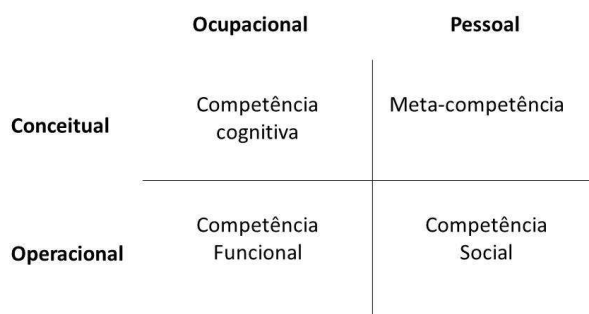 Ocupacional Pessoal
Competência Meta-competência
Conceitual
cognitiva
Competência Competência
Operacional
Funcional Social